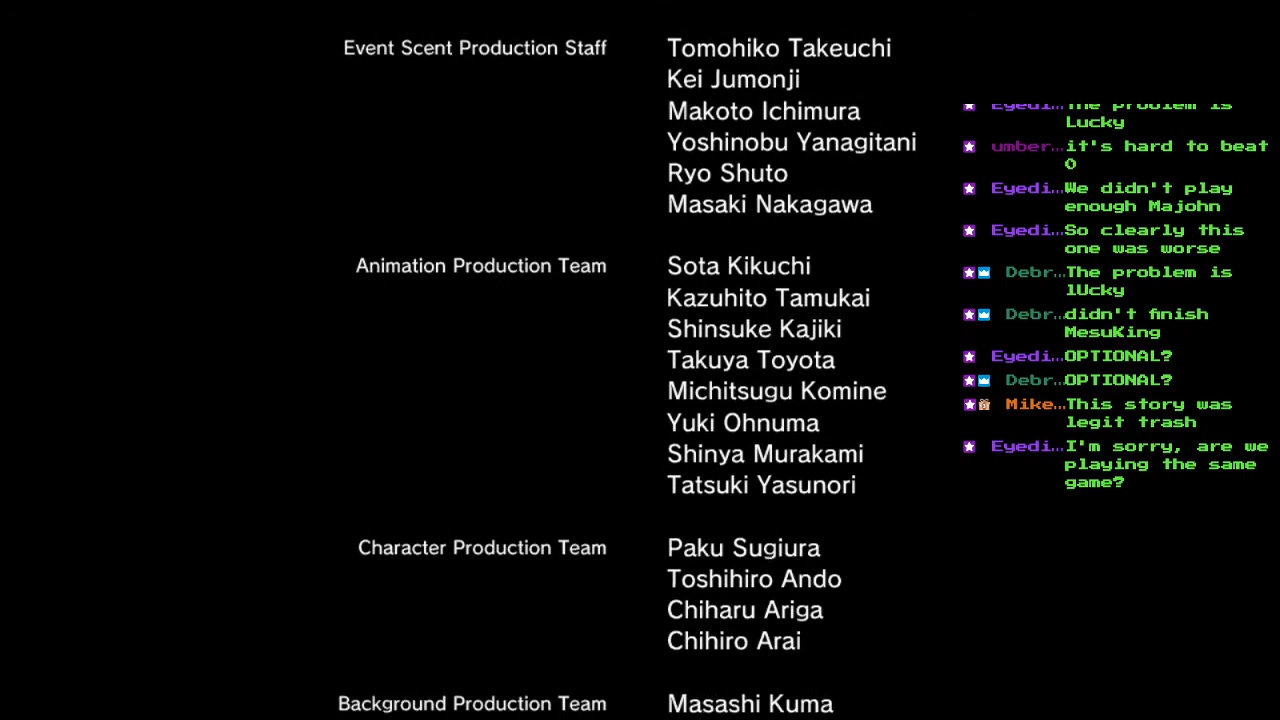 Event Scent Production Staff
Tomohiko Takeuchi
Kei Jumonji
Makoto Ichimura
Yoshinobu Yanagitani
Ryo Shuto
Masaki Nakagawa
Animation Production Team
Sota Kikuchi
Kazuhito Tamukai
Shinsuke Kajiki
Takuya Toyota
Michitsugu Komine
Yuki Ohnuma
Shinya Murakami
Tatsuki Yasunori
Character Production Team
Paku Sugiura
Toshihiro Ando
Chiharu Ariga
Chihiro Arai
Background Production Team
Masashi Kuma
Eyedi...The problem is
Lucky
umber...it's hard to beat
0
Eyedi...We didn't play
enough Majohn
Eyedi...So clearly this
one was worse
Debr...The problem is
lUcky
Debr...didn't finish
MesuKing
Eyedi...OPTIONAL?
Debr...OPTIONAL?
Mike...This story was
legit trash
Eyedi...I'm sorry, are we
playing the same
game?